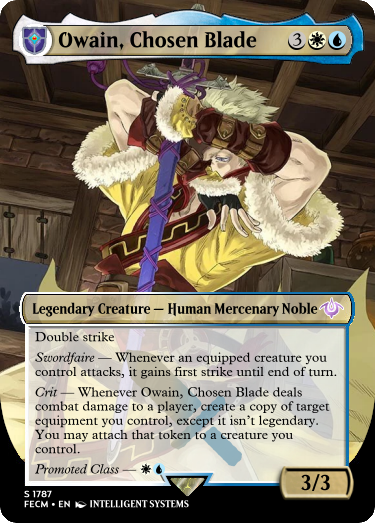 Owain, Chosen Blade 3
Legendary Creature — Human Mercenary Noble
Double strike
Swordfaire — Whenever an equipped creature you
control attacks, it gains first strike until end of turn.
Crit — Whenever Owain, Chosen Blade deals
combat damage to a player, create a copy of target
equipment you control, except it isn't legendary.
You may attach that token to a creature you
control.
Promoted Class —
3/3
S 1787
FECM • EN INTELLIGENT SYSTEMS